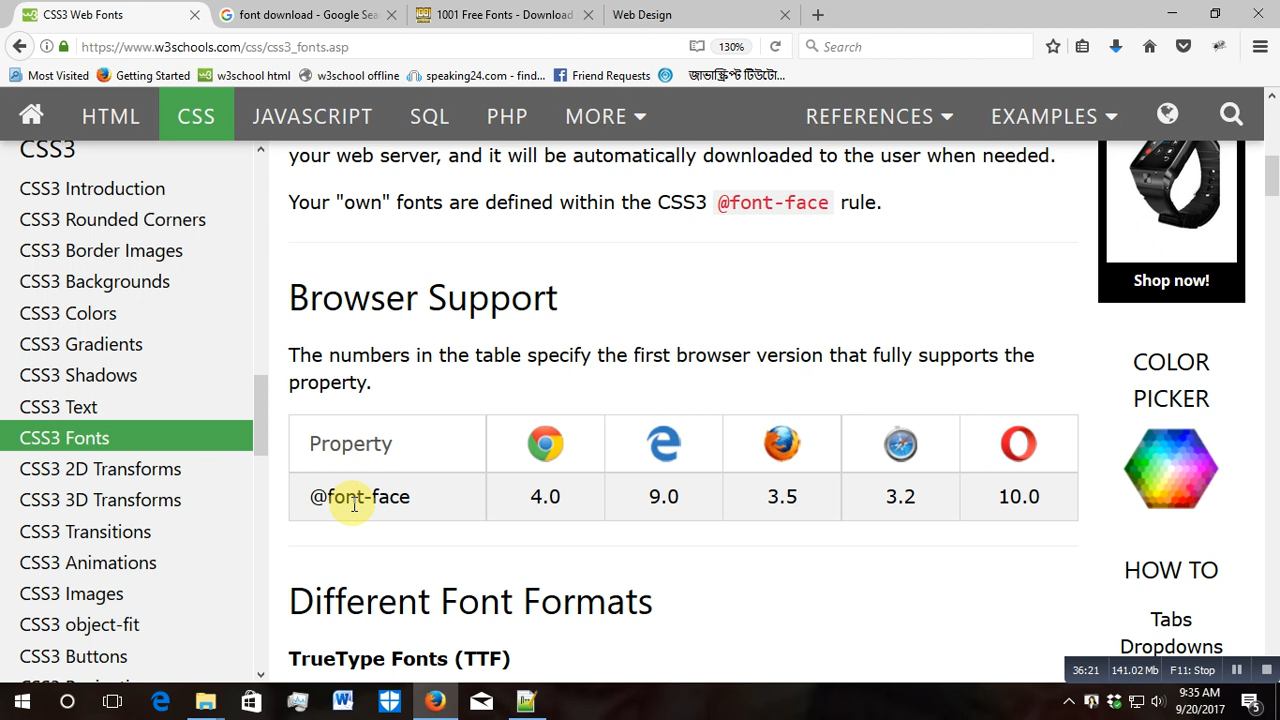 CSS3 Web Fonts
font download - Google Sea
1001 Free Fonts - Download
Web Design
https://www.w3schools.com/css/css3_fonts.asp
130%
Search
Most Visited
Getting Started
w3school html
w3school offline
speaking24.com - find...
Friend Requests
জাভাস্ক্রিপ্ট টিউটো...
HTML
CSS
JAVASCRIPT
SQL
PHP
MORE
REFERENCES
EXAMPLES
CSS3
CSS3 Introduction
CSS3 Rounded Corners
CSS3 Border Images
CSS3 Backgrounds
CSS3 Colors
CSS3 Gradients
CSS3 Shadows
CSS3 Text
CSS3 Fonts
CSS3 2D Transforms
CSS3 3D Transforms
CSS3 Transitions
CSS3 Animations
CSS3 Images
CSS3 object-fit
CSS3 Buttons
your web server, and it will be automatically downloaded to the user when needed.
Your "own" fonts are defined within the CSS3 @font-face rule.
Browser Support
The numbers in the table specify the first browser version that fully supports the
property.
Property
@font-face 4.0 9.0 3.5 3.2 10.0
Different Font Formats
TrueType Fonts (TTF)
Shop now!
COLOR
PICKER
HOW TO
Tabs
Dropdowns
36:21 141.02 Mb F11: Stop
9:35 AM
9/20/2017
5